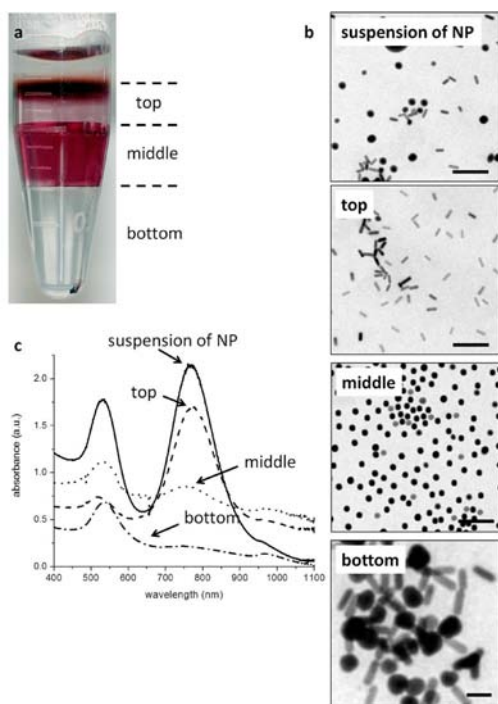 a
top
middle
bottom
b
suspension of NP
top
middle
bottom
c
suspension of NP
top
middle
bottom
2.0
1.5
1.0
0.5
0.0
absorbance (a.u.)
400 500 600 700 800 900 1000 1100
wavelength (nm)